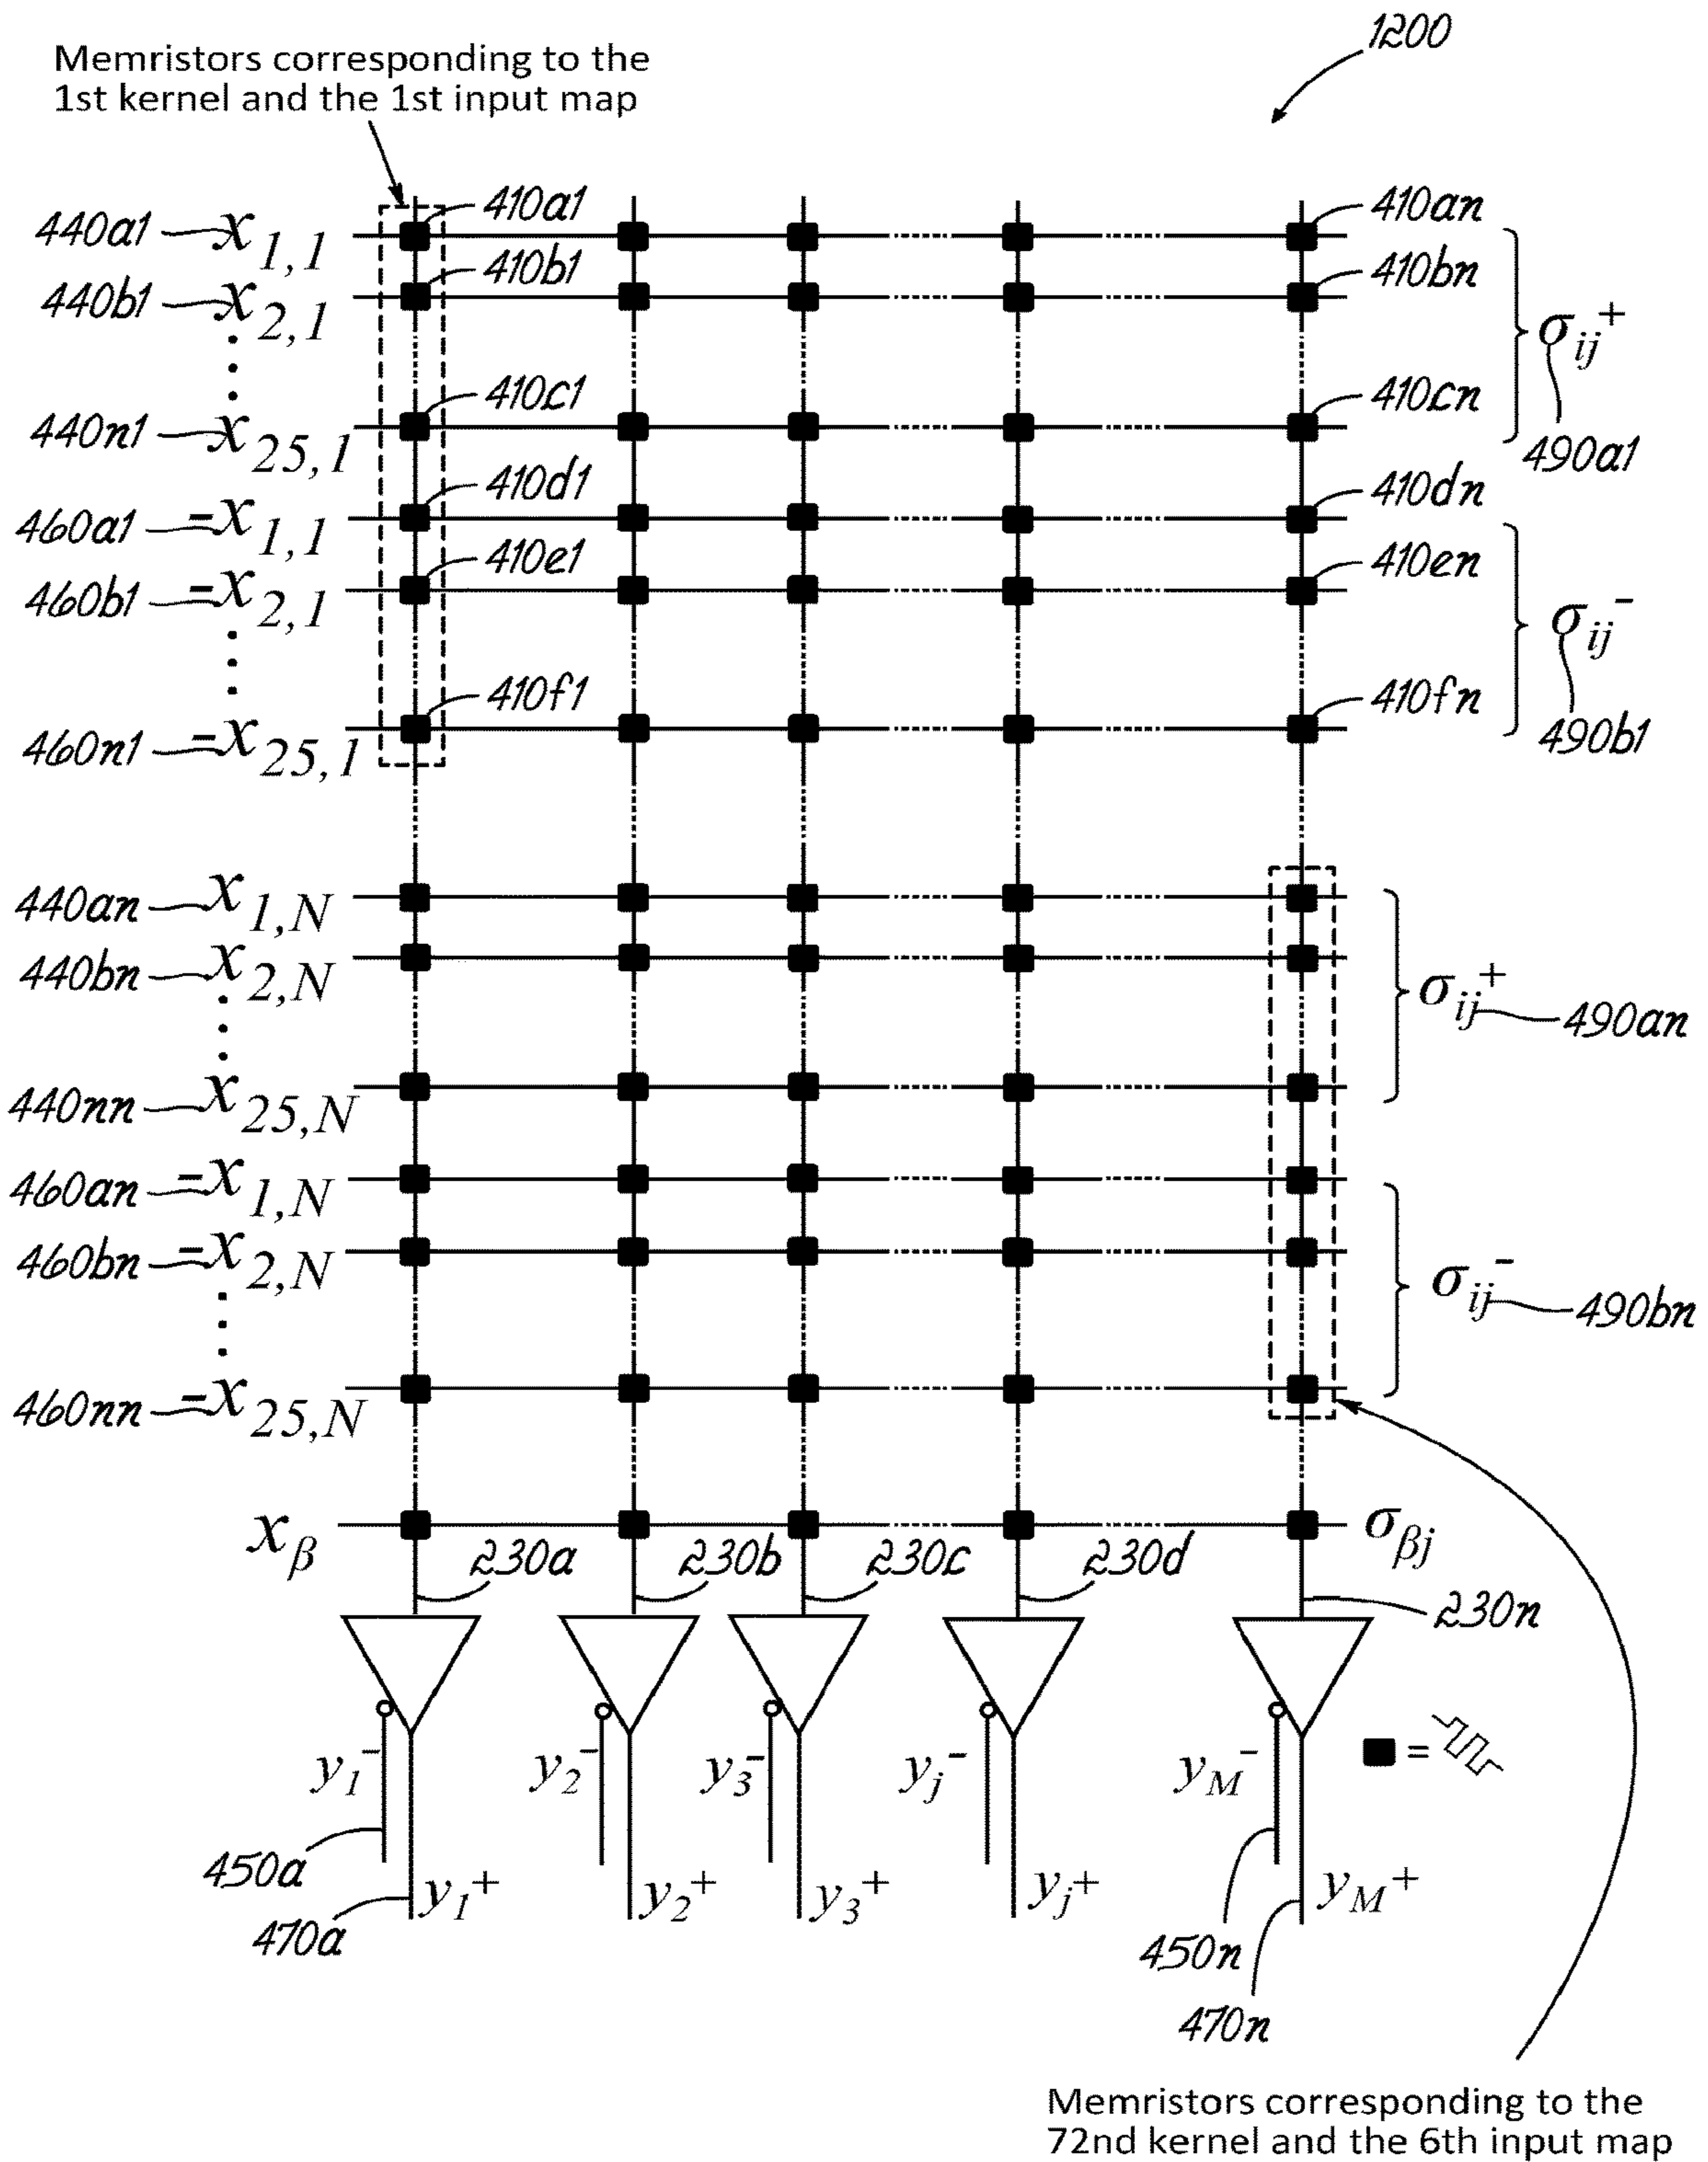 1200
Memristors corresponding to the
1st kernel and the 1st input map
440a1 x1,1 410a1 410an
440b1 x2,1 410b1 410bn
σij+
440n1 x25,1 410c1 410cn
490a1
460a1 -x1,1 410d1 410dn
460b1 -x2,1 410e1 410en
σij-
460n1 -x25,1 410f1 410fn
490b1
440an x1,N
440bn x2,N
σij+ 490an
440nn x25,N
460an -x1,N
460bn -x2,N
σij- 490bn
460nn -x25,N
xβ σβj
230a 230b 230c 230d
230n
y1- y2- y3- yj- yM- =
450a y1+ y2+ y3+ yj+ yM+
470a 450n
470n
Memristors corresponding to the
72nd kernel and the 6th input map